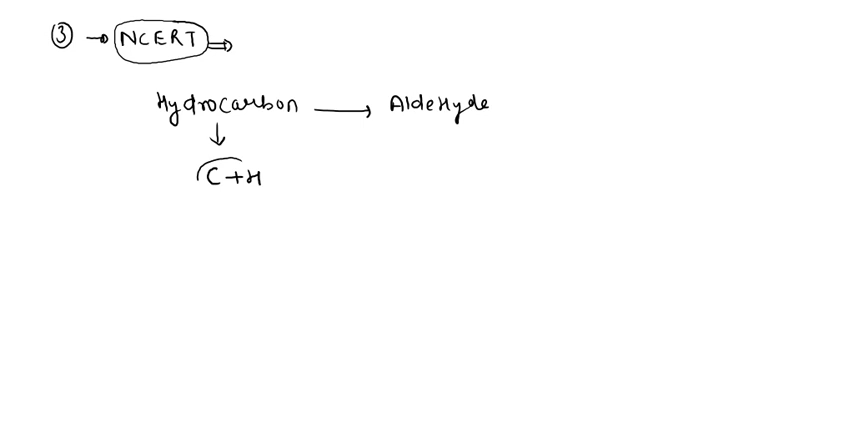 ③ → NCERT ⇒
Hydrocarbon → AldeHyde
↓
C+H